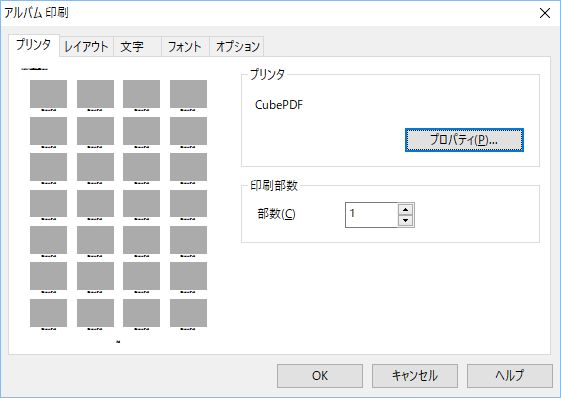 アルバム 印刷
プリンタ レイアウト 文字 フォント オプション
プリンタ
CubePDF
プロパティ(P)...
印刷部数
部数(C) 1
OK キャンセル ヘルプ